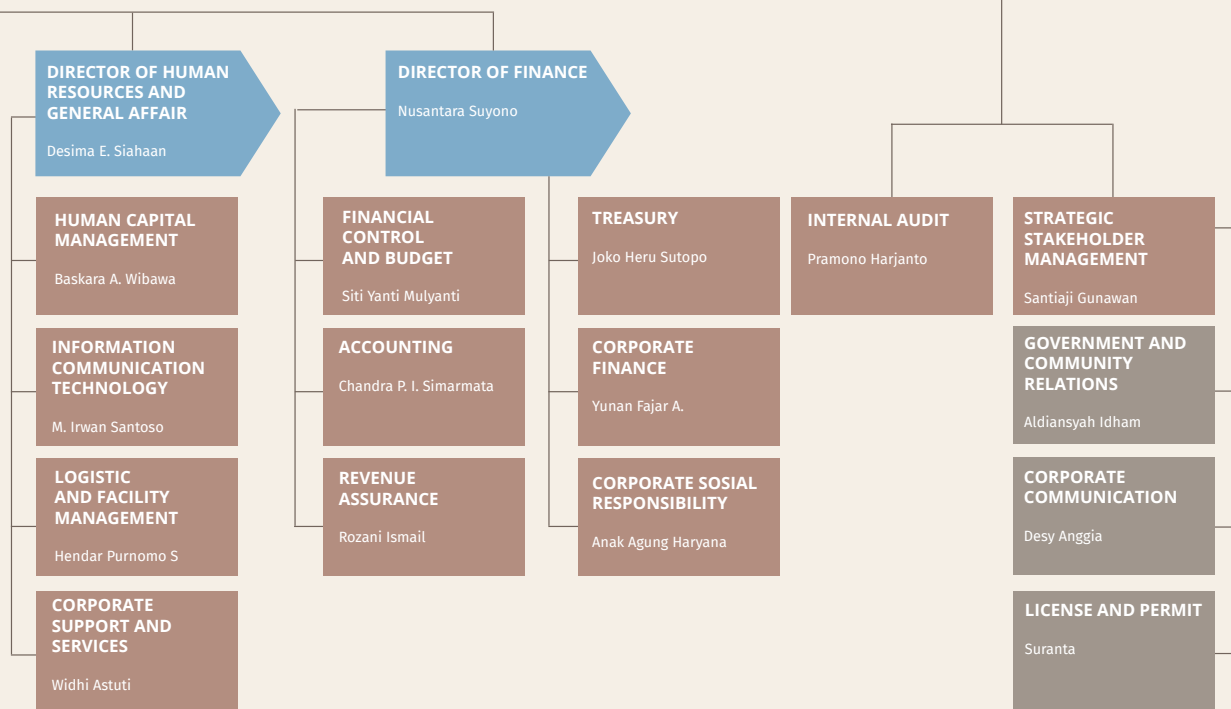 DIRECTOR OF HUMAN
RESOURCES AND
GENERAL AFFAIR
Desima E. Siahaan
DIRECTOR OF FINANCE
Nusantara Suyono
HUMAN CAPITAL
MANAGEMENT
Baskara A. Wibawa
INFORMATION
COMMUNICATION
TECHNOLOGY
M. Irwan Santoso
LOGISTIC
AND FACILITY
MANAGEMENT
Hendar Purnomo S
CORPORATE
SUPPORT AND
SERVICES
Widhi Astuti
FINANCIAL
CONTROL
AND BUDGET
Siti Yanti Mulyanti
ACCOUNTING
Chandra P. I. Simarmata
REVENUE
ASSURANCE
Rozani Ismail
TREASURY
Joko Heru Sutopo
CORPORATE
FINANCE
Yunan Fajar A.
CORPORATE SOSIAL
RESPONSIBILITY
Anak Agung Haryana
INTERNAL AUDIT
Pramono Harjanto
STRATEGIC
STAKEHOLDER
MANAGEMENT
Santiaji Gunawan
GOVERNMENT AND
COMMUNITY
RELATIONS
Aldiansyah Idham
CORPORATE
COMMUNICATION
Desy Anggia
LICENSE AND PERMIT
Suranta